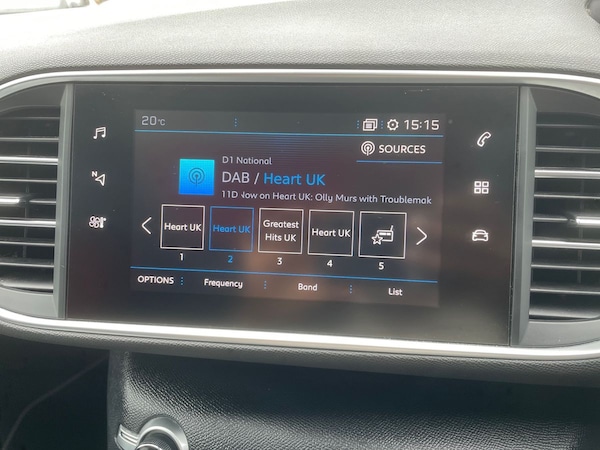 20°C
15:15
SOURCES
D1 National
DAB / Heart UK
11D Now on Heart UK: Olly Murs with Troublemak
Heart UK
Heart UK
Greatest
Hits UK
Heart UK
1 2 3 4 5
OPTIONS Frequency Band List
N